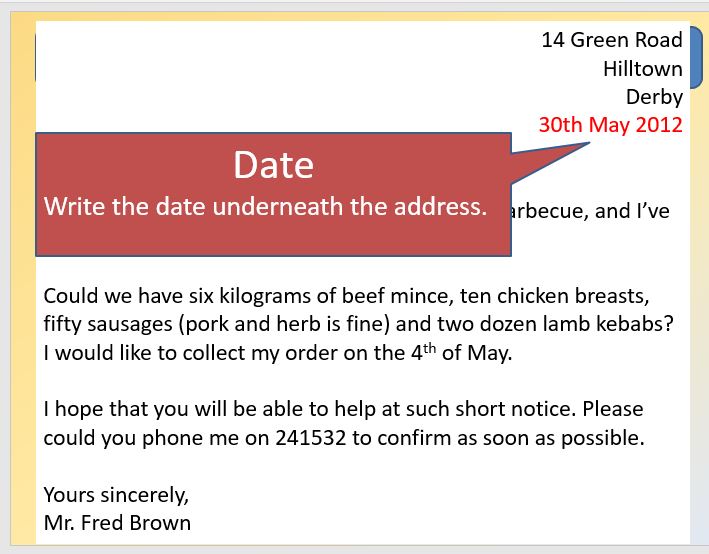 14 Green Road
Hilltown
Derby
30th May 2012
Date
Write the date underneath the address.
and I've
Could we have six kilograms of beef mince, ten chicken breasts,
fifty sausages (pork and herb is fine) and two dozen lamb kebabs?
I would like to collect my order on the 4th of May.
I hope that you will be able to help at such short notice. Please
could you phone me on 241532 to confirm as soon as possible.
Yours sincerely,
Mr. Fred Brown